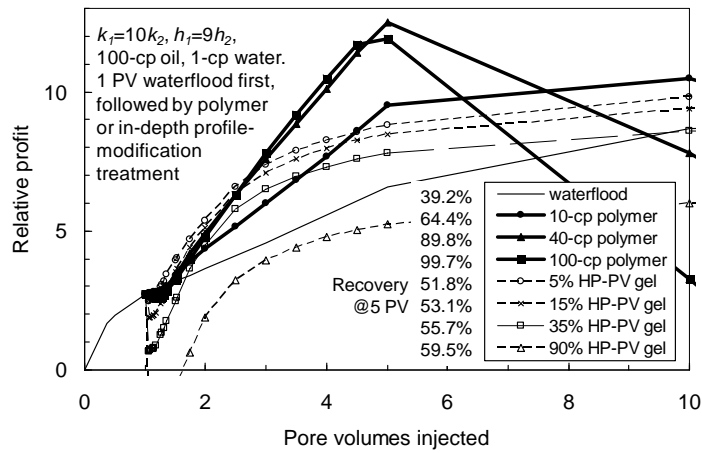 k1=10k2, h1=9h2,
100-cp oil, 1-cp water.
1 PV waterflood first,
followed by polymer
or in-depth profile-
modification
treatment
Relative profit
10
5
0
0
2
4
6
8
10
Pore volumes injected
Recovery
@5 PV
39.2% waterflood
64.4% 10-cp polymer
89.8% 40-cp polymer
99.7% 100-cp polymer
51.8% 5% HP-PV gel
53.1% 15% HP-PV gel
55.7% 35% HP-PV gel
59.5% 90% HP-PV gel